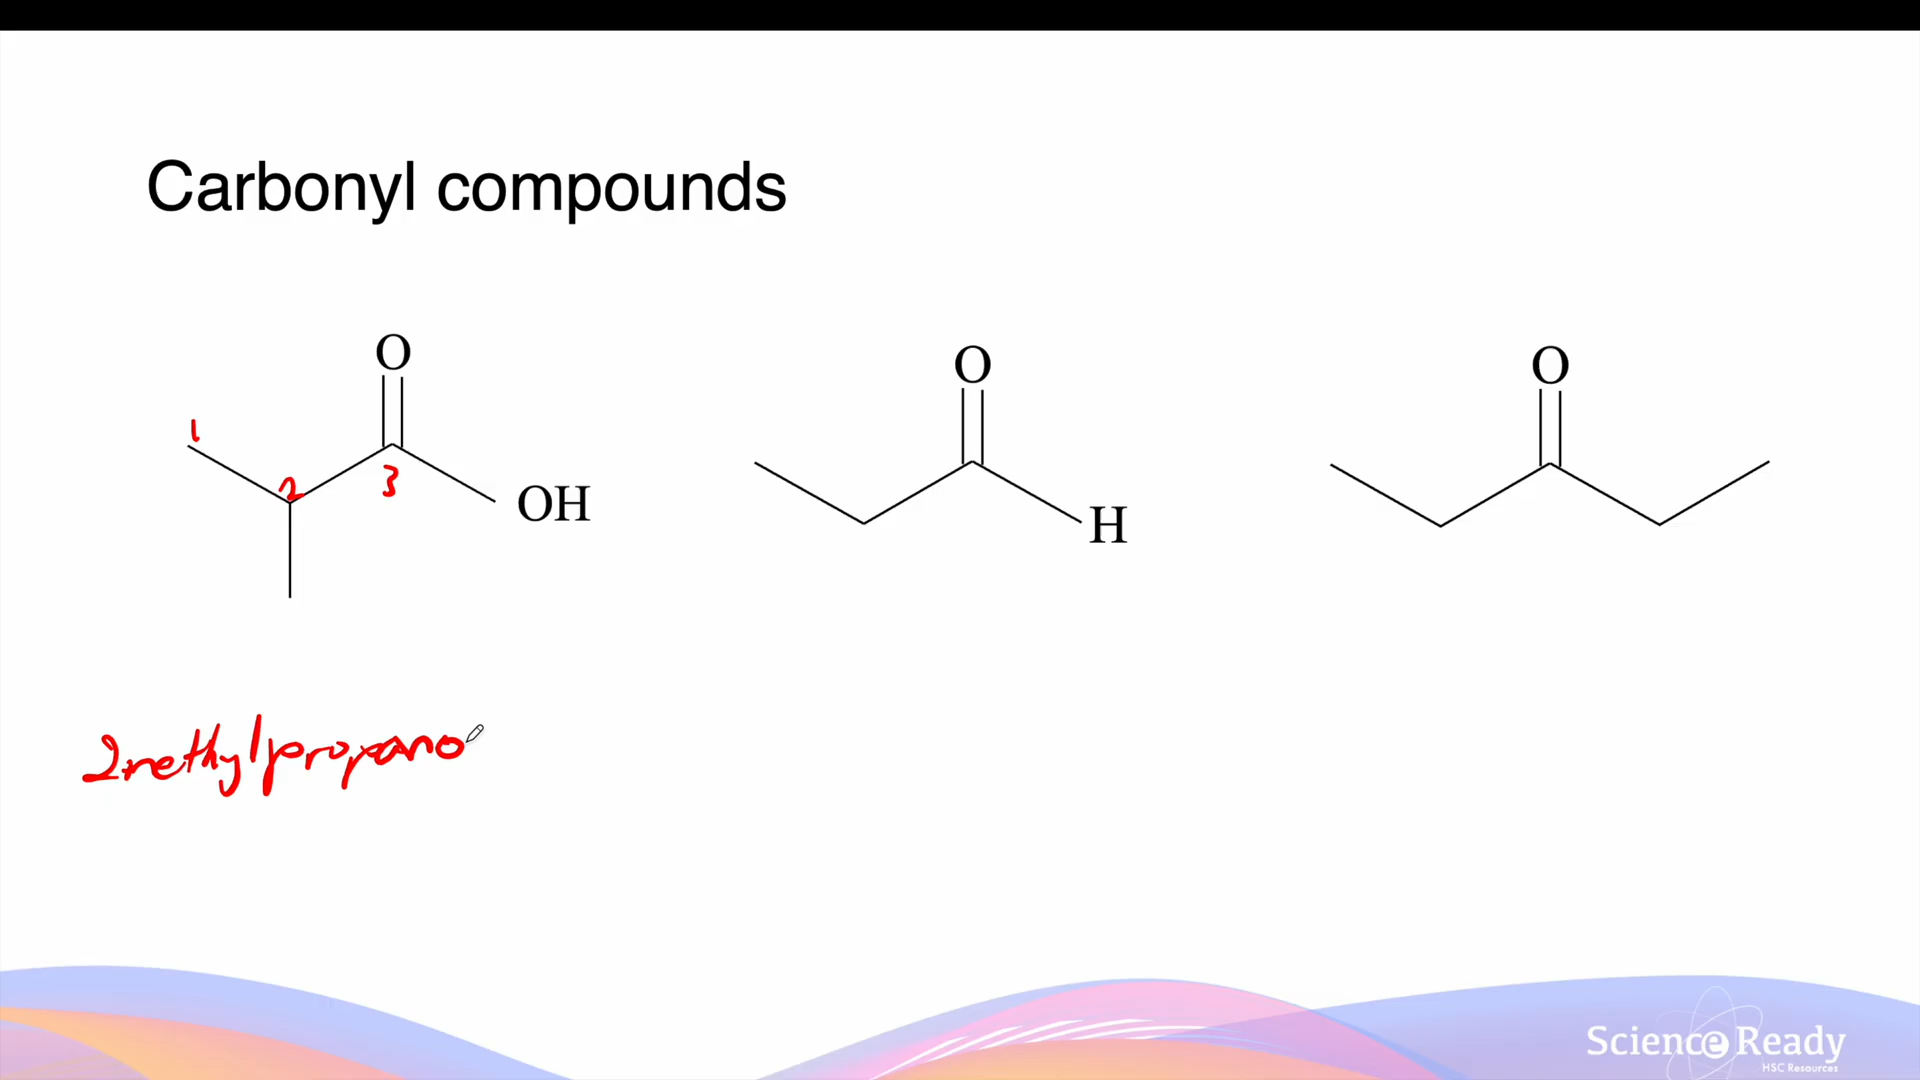 Carbonyl compounds
O
O
O
1
2
3
OH
H
2methylpropano
Science Ready
HSC Resources